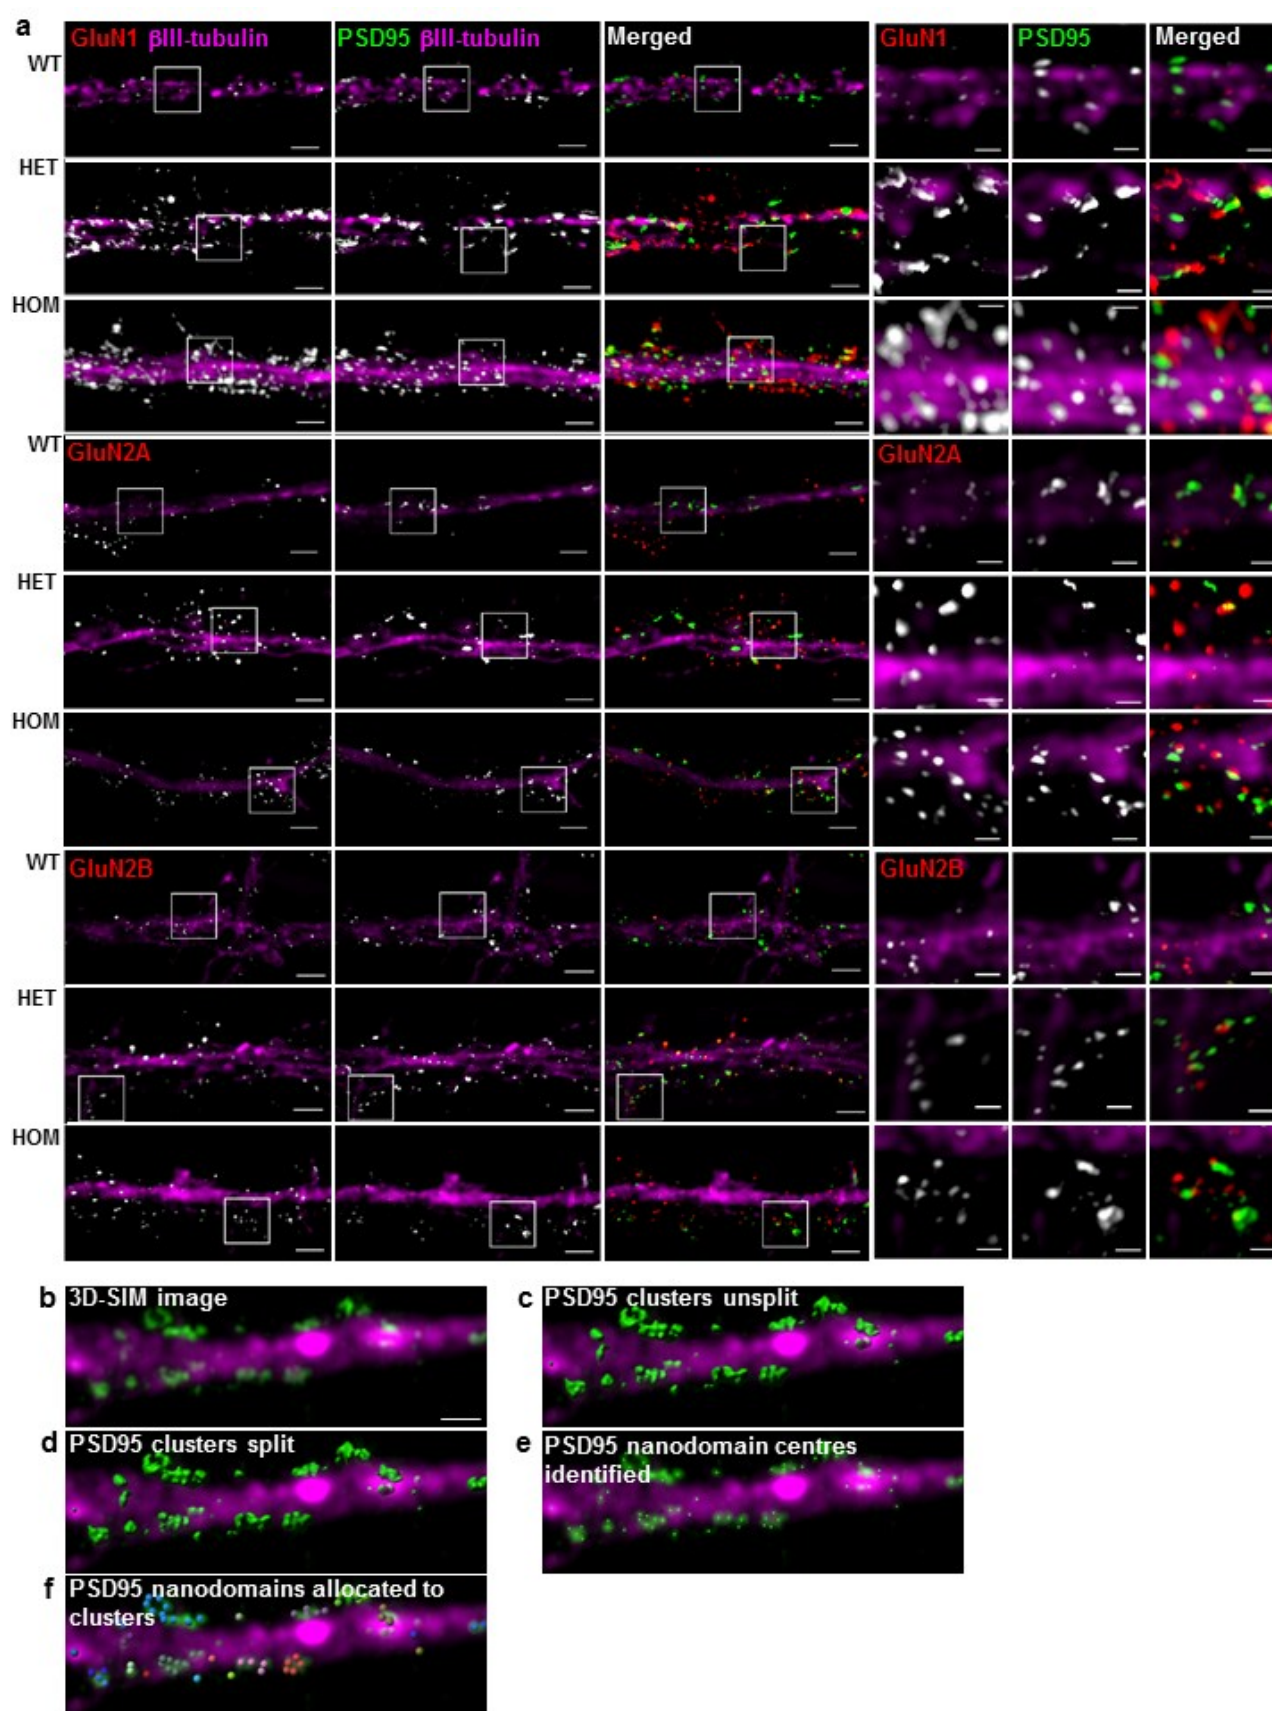 a
GluN1 βIII-tubulin PSD95 βIII-tubulin Merged GluN1 PSD95 Merged
WT
HET
HOM
WT
GluN2A GluN2A
HET
HOM
WT
GluN2B GluN2B
HET
HOM
b 3D-SIM image
c PSD95 clusters unsplit
d PSD95 clusters split
e PSD95 nanodomain centres
identified
f PSD95 nanodomains allocated to
clusters